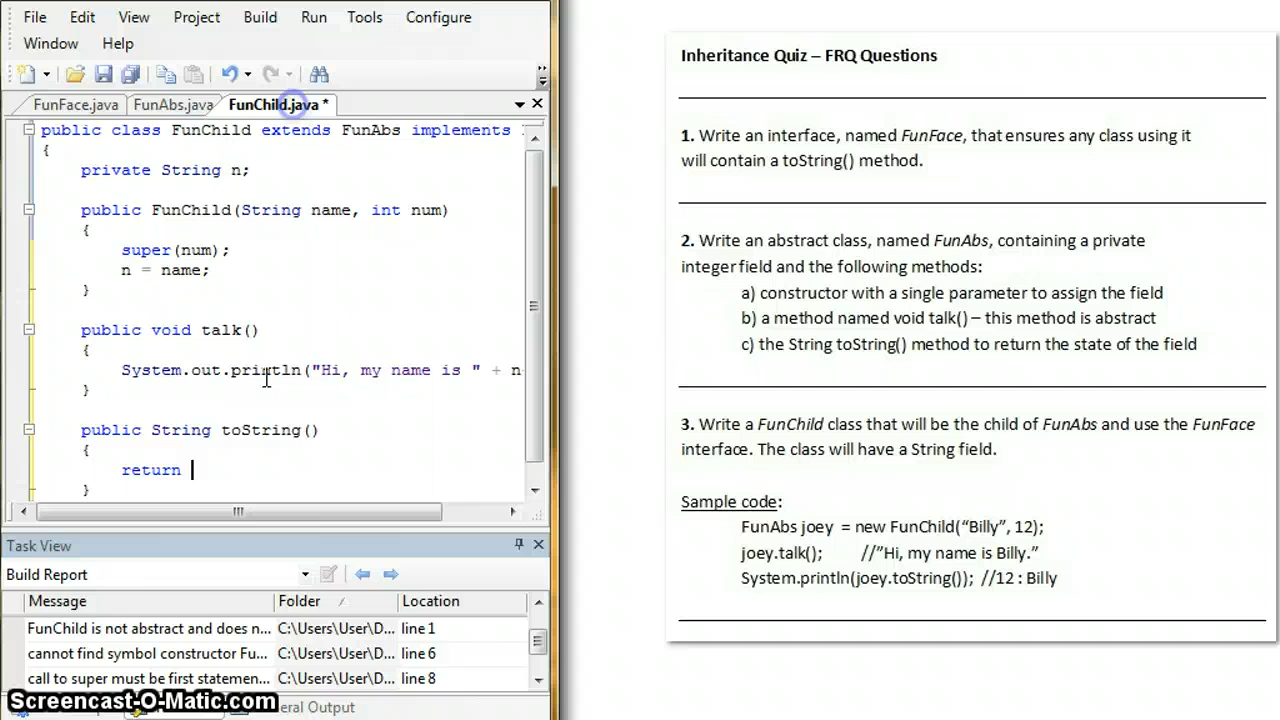 File Edit View Project Build Run Tools Configure
Window Help
FunFace.java FunAbs.java FunChild.java *
public class FunChild extends FunAbs implements
{
private String n;
public FunChild(String name, int num)
{
super(num);
n = name;
}
public void talk()
{
System.out.println("Hi, my name is " + n
}
public String toString()
{
return
}
Task View
Build Report
Message Folder Location
FunChild is not abstract and does n... C:\Users\User\D... line 1
cannot find symbol constructor Fu... C:\Users\User\D... line 6
call to super must be first statemen... C:\Users\User\D... line 8
Screencast-O-Matic.com
eral Output
Inheritance Quiz – FRQ Questions
1. Write an interface, named FunFace, that ensures any class using it
will contain a toString() method.
2. Write an abstract class, named FunAbs, containing a private
integer field and the following methods:
a) constructor with a single parameter to assign the field
b) a method named void talk() – this method is abstract
c) the String toString() method to return the state of the field
3. Write a FunChild class that will be the child of FunAbs and use the FunFace
interface. The class will have a String field.
Sample code:
FunAbs joey = new FunChild(“Billy”, 12);
joey.talk(); //”Hi, my name is Billy.”
System.println(joey.toString()); //12 : Billy